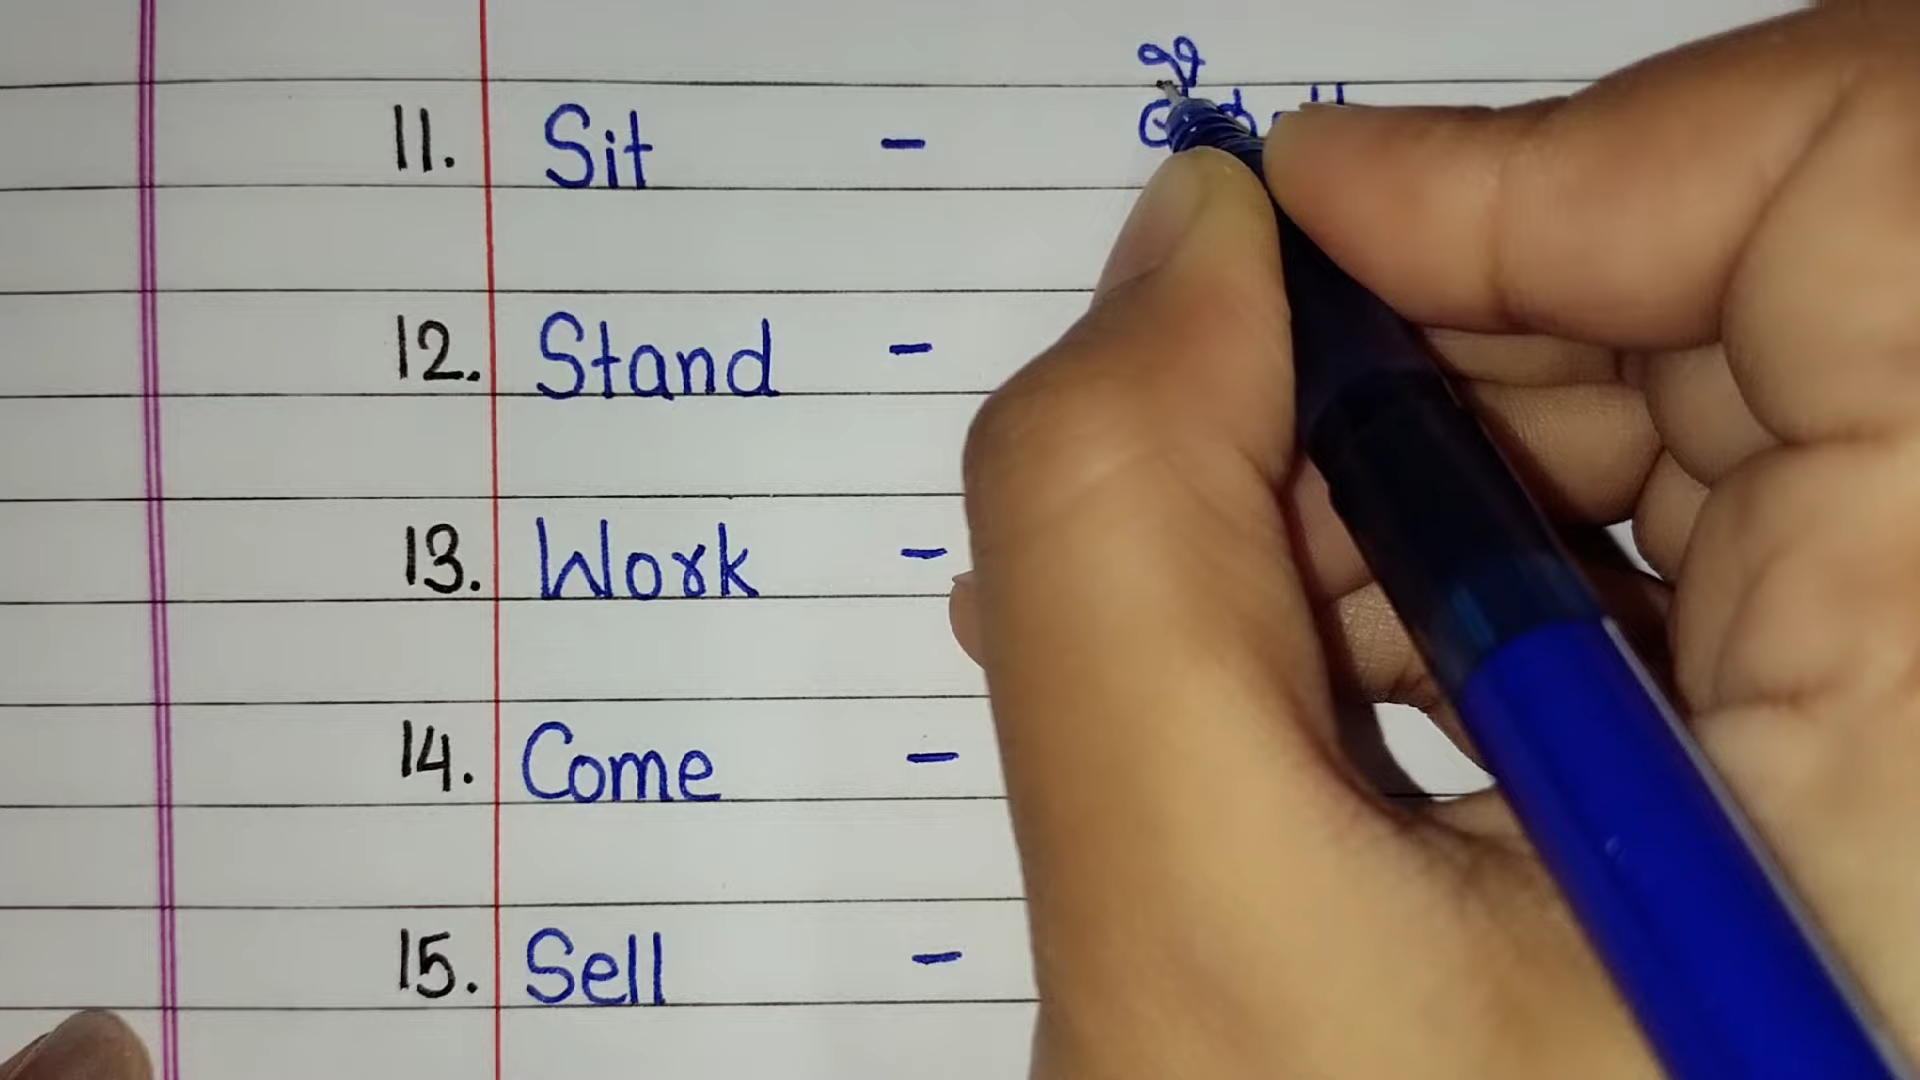 11. Sit -
12. Stand -
13. Work -
14. Come -
15. Sell -